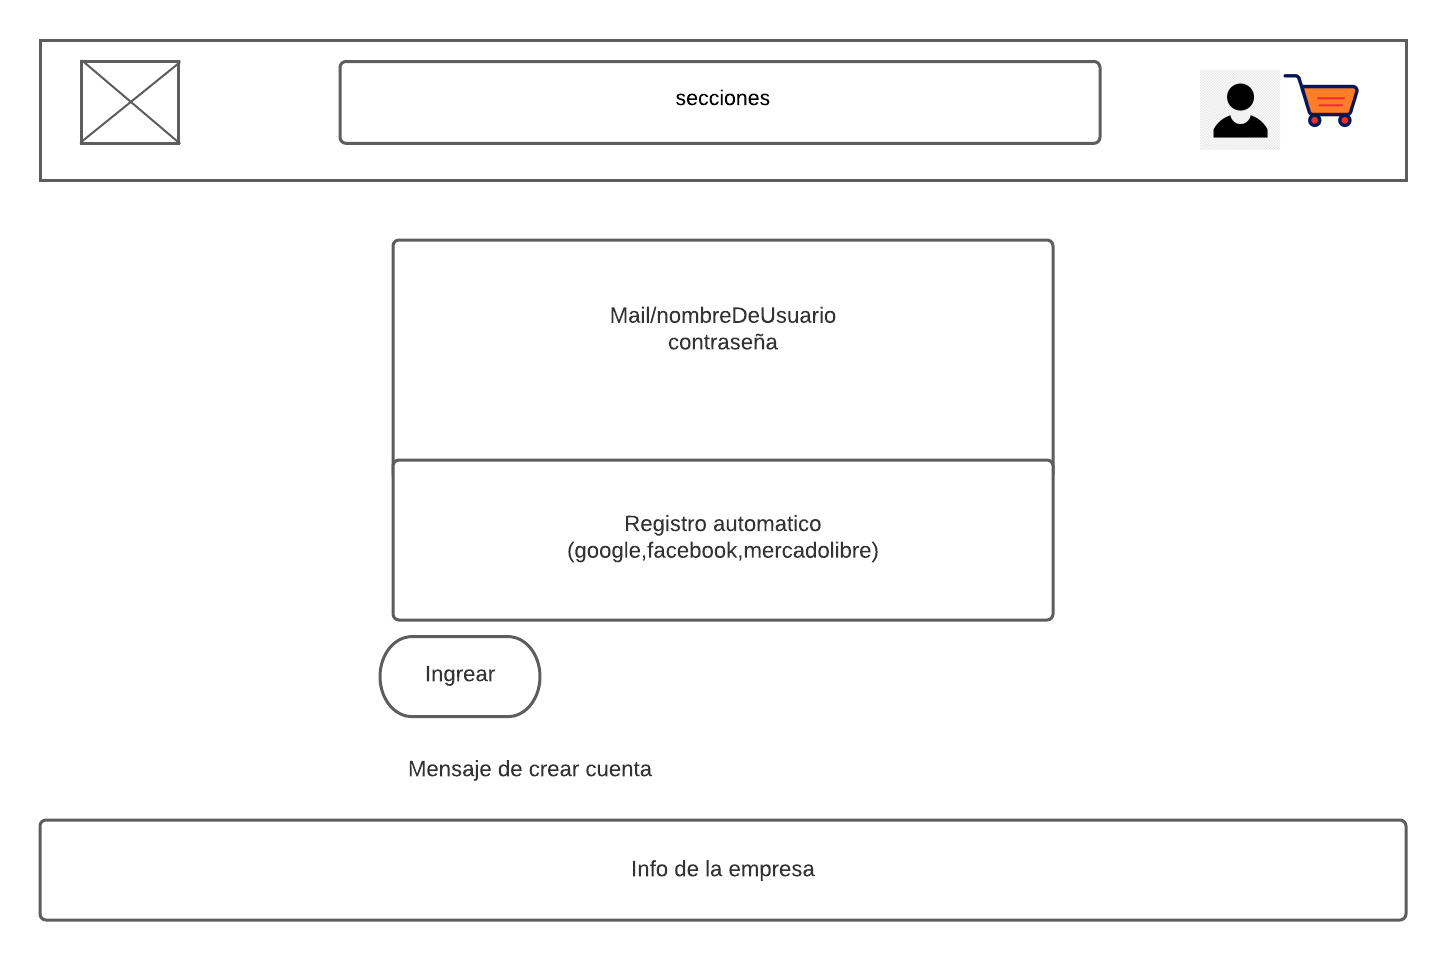 secciones
Mail/nombreDeUsuario
contraseña
Registro automatico
(google,facebook,mercadolibre)
Ingrear
Mensaje de crear cuenta
Info de la empresa